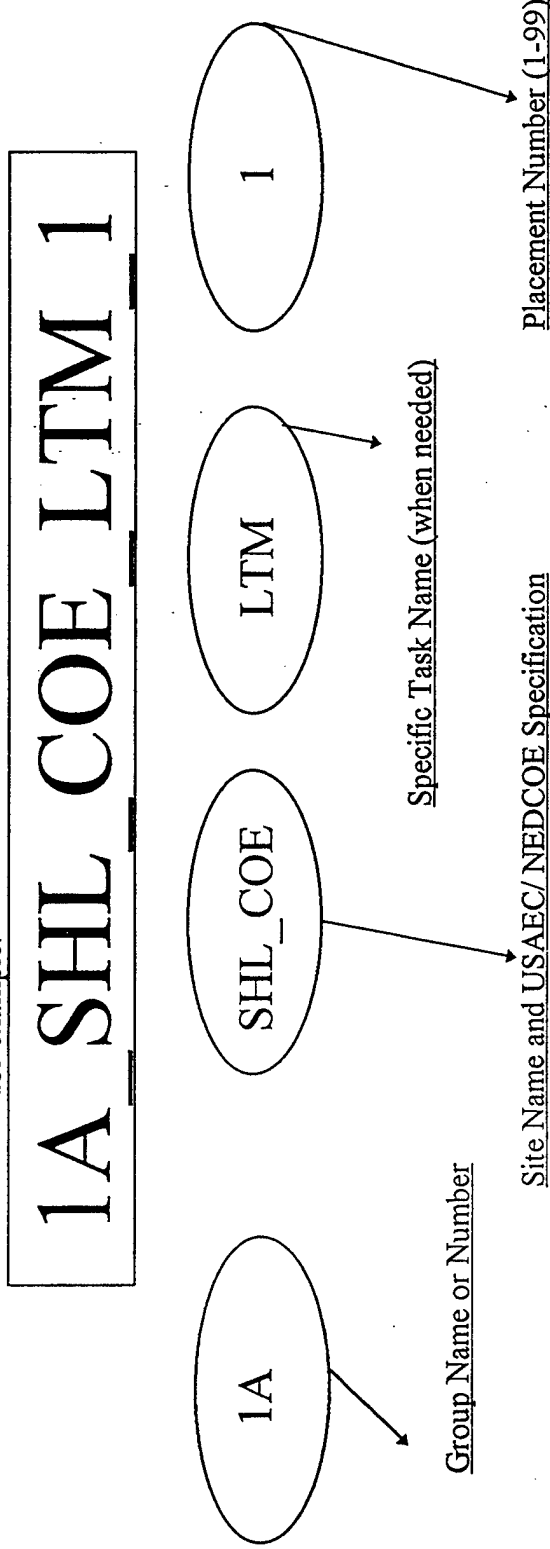 1A_SHL_COE_LTM_1
1A
SHL_COE
LTM
1
Group Name or Number
Site Name and USAEC/ NEDCOE Specification
Specific Task Name (when needed)
Placement Number (1-99)